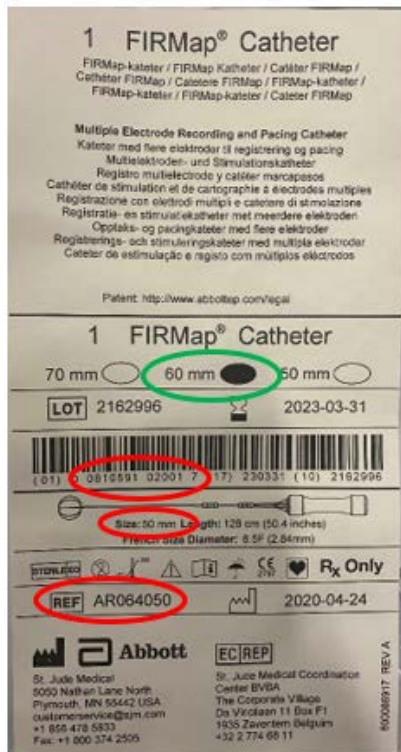 1 FIRMap® Catheter
FIRMap-kateter / FIRMap Katheter / Catéter FIRMap /
Cathéter FIRMap / Catetere FIRMap / FIRMap-katheter /
FIRMap-kateter / FIRMap-kateter / Cateter FIRMap
Multiple Electrode Recording and Pacing Catheter
Kateter med flere elektroder til registrering og pacing
Multielektroden- und Stimulationskatheter
Registro multielectrode y catéter marcapasos
Cathéter de stimulation et de cartographie à électrodes multiples
Registrazione con elettrodi multipli e catetere di stimolazione
Registratie- en stimulatiekatheter met meerdere elektroden
Opptaks- og pacingkateter med flere elektroder
Registrerings- och stimuleringskateter med multipla elektroder
Cateter de estimulação e registo com múltiplos eléctrodos
Patent: http://www.abbottep.com/legal
1 FIRMap® Catheter
70 mm 60 mm 50 mm
LOT 2162996 2023-03-31
(01) 0 0810591 02001 7 (17) 230331 (10) 2162996
Size: 50 mm Length: 128 cm (50.4 inches)
French Size Diameter: 8.5F (2.84mm)
STERILE EO CE 2797 Rx Only
REF AR064050 2020-04-24
Abbott EC REP
St. Jude Medical
5050 Nathan Lane North
Plymouth, MN 55442 USA
customerservice@sjm.com
+1 855 478 5833
Fax: +1 800 374 2505
St. Jude Medical Coordination
Center BVBA
The Corporate Village
Da Vincilaan 11 Box F1
1935 Zaventem Belgium
+32 2 774 68 11
600088917 REV A